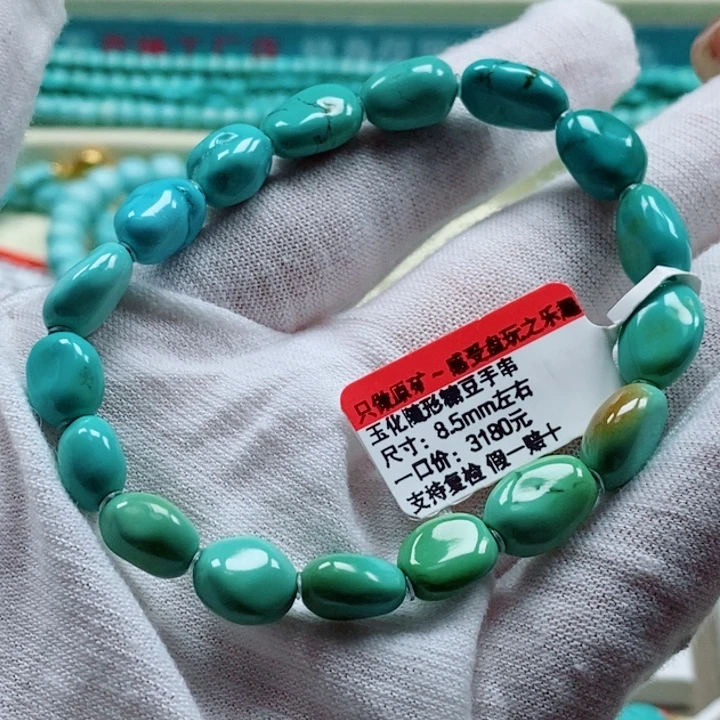 只做原矿－感受盘玩之乐趣
玉化随形糖豆手串
尺寸：8.5mm左右
一口价：3180元
支持复检 假一赔十